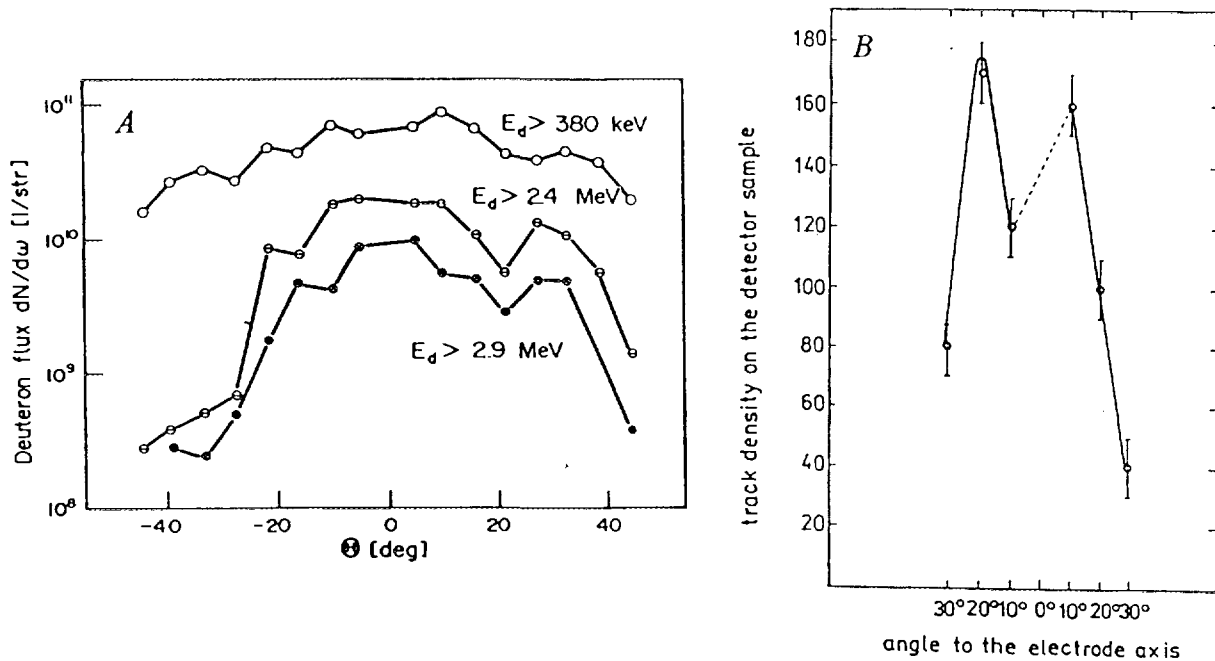 A
10¹¹
10¹⁰
10⁹
10⁸
Deuteron flux dN/dω [1/str]
E_d > 380 keV
E_d > 2.4 MeV
E_d > 2.9 MeV
-40
-20
0
20
40
Θ [deg]
B
180
160
140
120
100
80
60
40
20
track density on the detector sample
30° 20° 10° 0° 10° 20° 30°
angle to the electrode axis